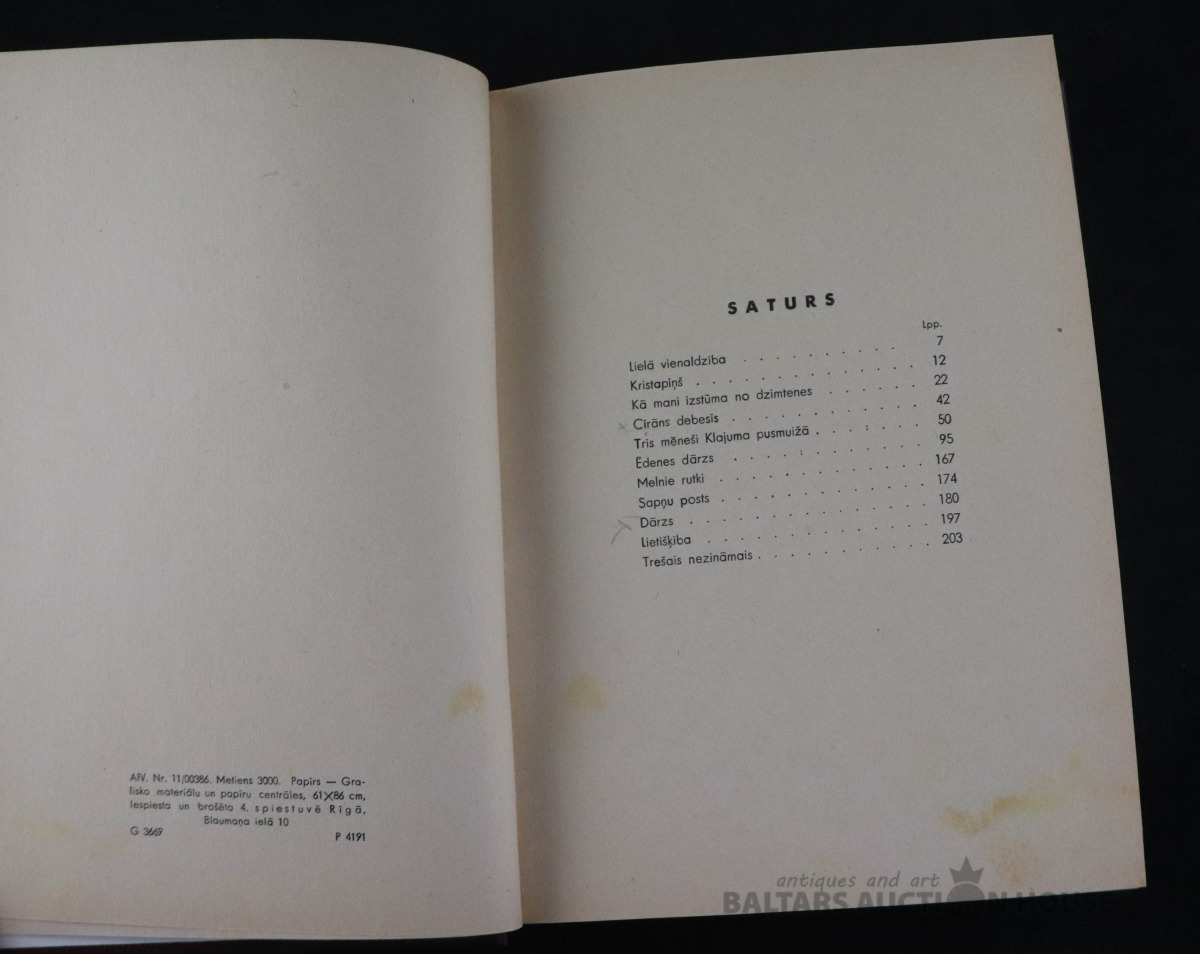 AfV. Nr. 11/00386. Metiens 3000. Papīrs — Gra-
fisko materiālu un papīru centrāles, 61×86 cm,
Iespiesta un brošēta 4. spiestuvē Rīgā,
Blaumaņa ielā 10
G 3669 P 4191
SATURS
Lpp.
Lielā vienaldzība . . . . . . . . . . 7
Kristapiņš . . . . . . . . . . . . . 12
Kā mani izstūma no dzimtenes . . . . . 22
Cīrāns debesīs . . . . . . . . . . . 42
Trīs mēneši Klajuma pusmuižā . . . . . 50
Ēdenes dārzs . . . . . . . . . . . 95
Melnie rutki . . . . . . . . . . . . 167
Sapņu posts . . . . . . . . . . . . 174
Dārzs . . . . . . . . . . . . . 180
Lietišķība . . . . . . . . . . . . 197
Trešais nezināmais . . . . . . . . . . 203
antiques and art
BALTARS AUCTION HOUSE